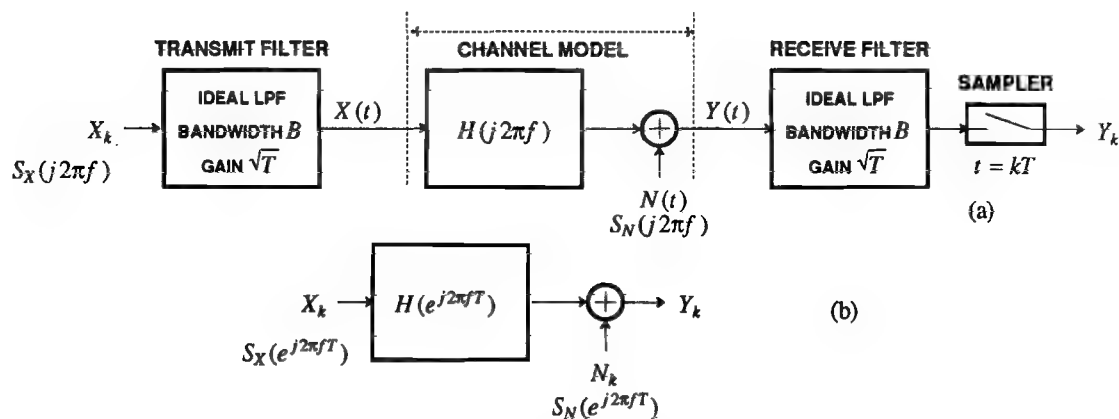 TRANSMIT FILTER
IDEAL LPF
BANDWIDTH B
GAIN √T
X_k
S_X(j2πf)
X(t)
CHANNEL MODEL
H(j2πf)
+
N(t)
S_N(j2πf)
Y(t)
RECEIVE FILTER
IDEAL LPF
BANDWIDTH B
GAIN √T
SAMPLER
t = kT
Y_k
(a)
X_k
S_X(e^{j2πfT})
H(e^{j2πfT})
+
Y_k
N_k
S_N(e^{j2πfT})
(b)